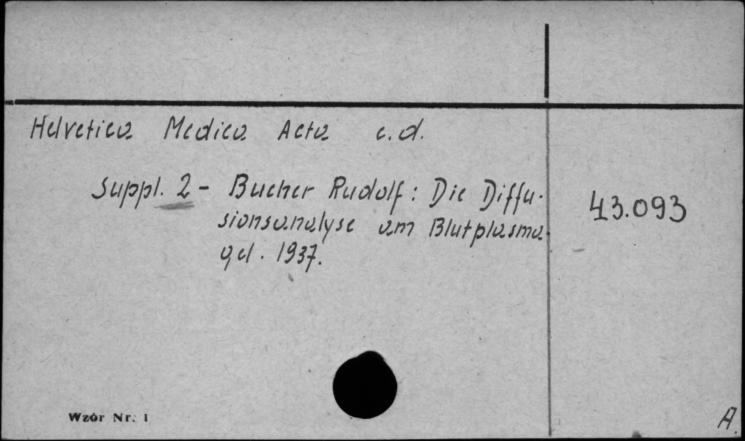 Helvetica Medica Acta c.d.
Suppl. 2 - Bucher Rudolf: Die Diffu-
sionsanalyse am Blutplasma-
gel. 1937.
43.093
Wzór Nr. 1
A.